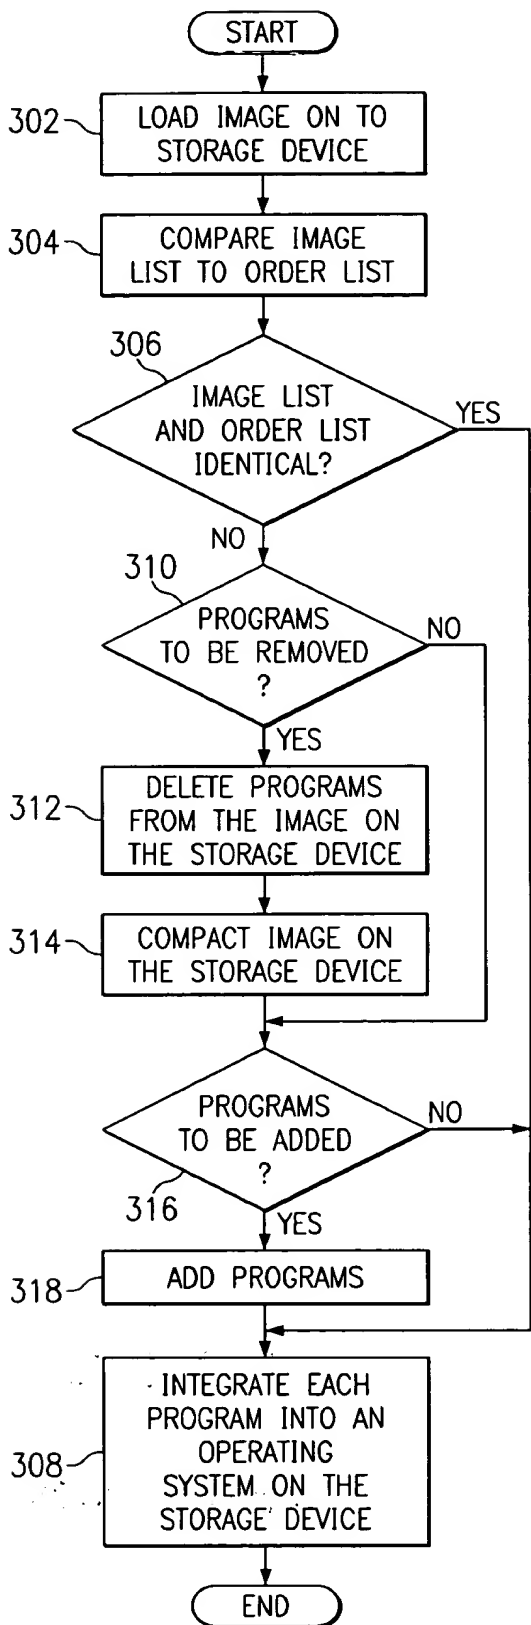 START
302
LOAD IMAGE ON TO
STORAGE DEVICE
304
COMPARE IMAGE
LIST TO ORDER LIST
306
IMAGE LIST
AND ORDER LIST
IDENTICAL?
YES
NO
310
PROGRAMS
TO BE REMOVED
?
NO
YES
312
DELETE PROGRAMS
FROM THE IMAGE ON
THE STORAGE DEVICE
314
COMPACT IMAGE ON
THE STORAGE DEVICE
PROGRAMS
TO BE ADDED
?
NO
316
YES
318
ADD PROGRAMS
308
INTEGRATE EACH
PROGRAM INTO AN
OPERATING
SYSTEM ON THE
STORAGE DEVICE
END